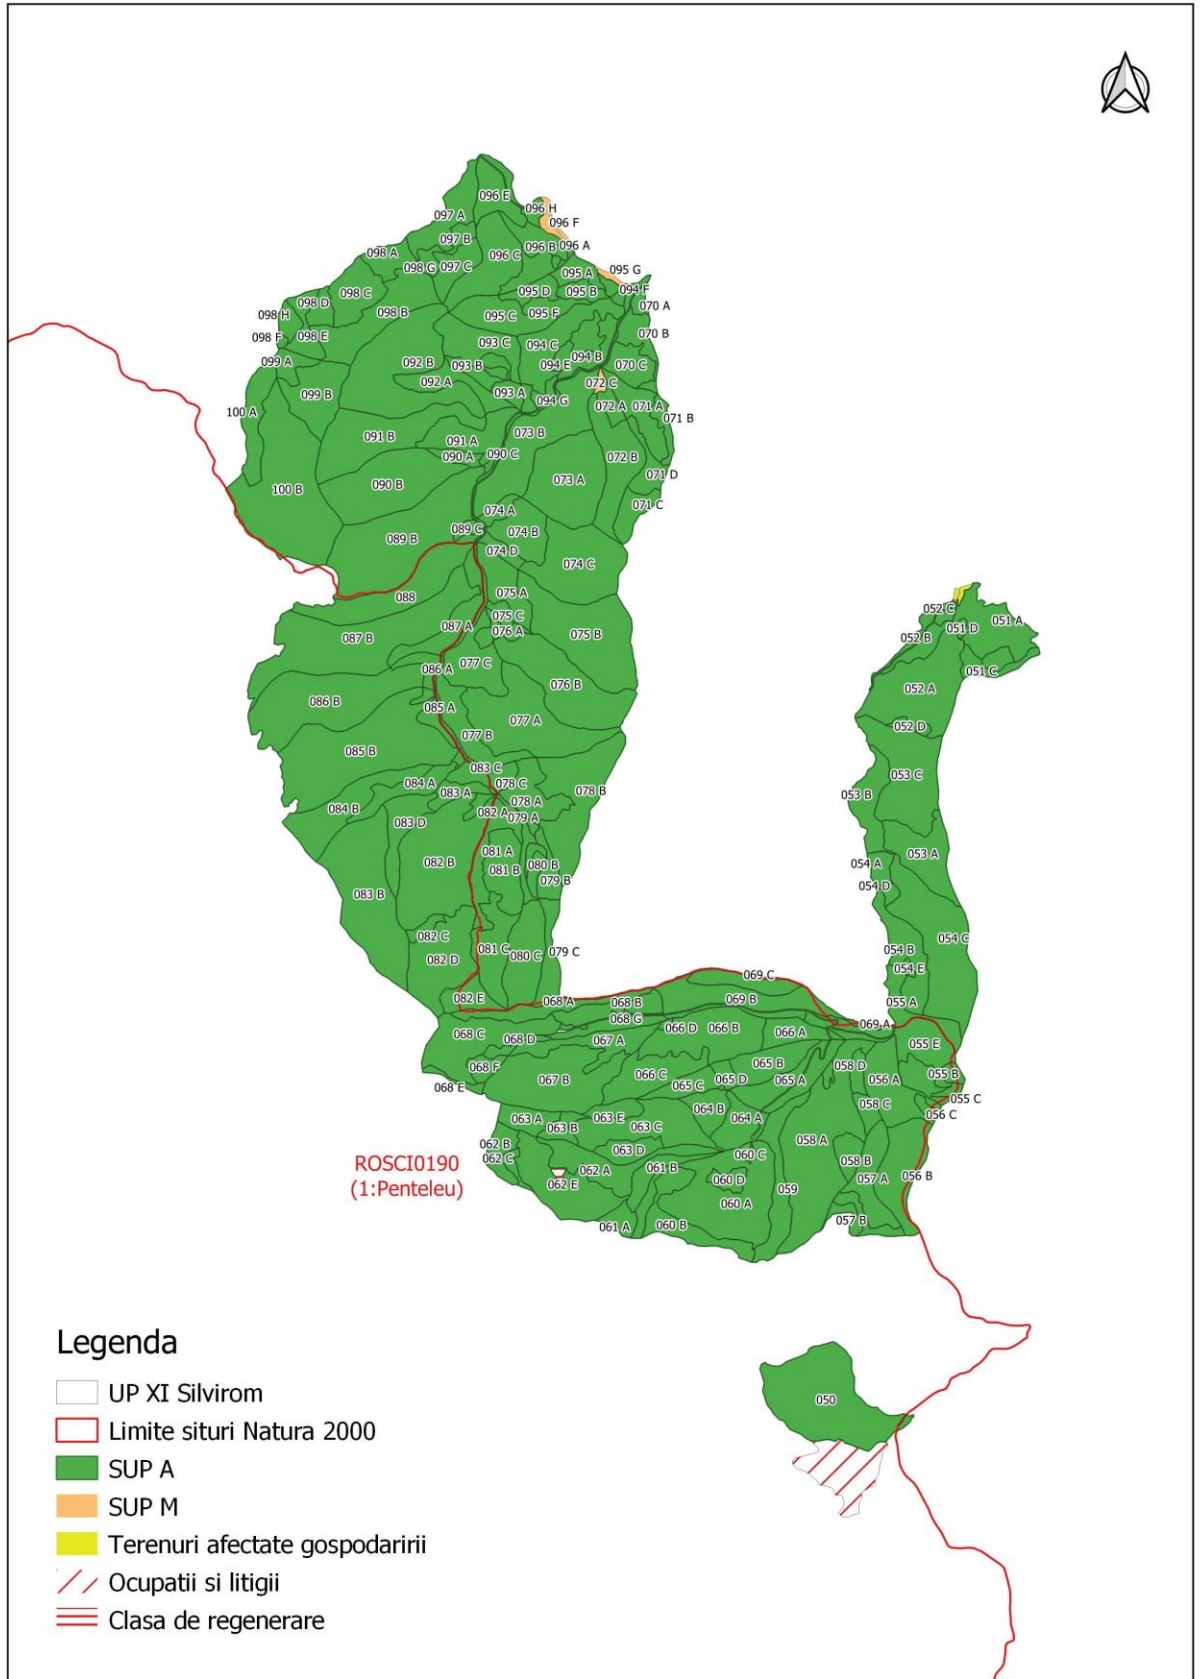 096 E
096 H
097 A
096 F
097 B
096 B
096 A
098 A
096 C
098 G
097 C
095 A
095 G
098 C
095 D
095 B
094 F
098 D
070 A
098 H
098 B
095 C
095 F
098 F
098 E
070 B
093 C
094 C
094 B
099 A
092 B
093 B
094 E
070 C
092 A
072 C
099 B
093 A
094 G
072 A
071 A
100 A
071 B
091 B
091 A
073 B
090 A
090 C
072 B
071 D
090 B
073 A
100 B
071 C
074 A
089 C
074 B
089 B
074 D
074 C
088
075 A
052 C
075 C
051 A
087 A
076 A
075 B
051 D
087 B
052 B
086 A
077 C
051 C
076 B
052 A
086 B
085 A
077 A
052 D
077 B
085 B
083 C
053 C
084 A
078 C
083 A
078 B
053 B
084 B
078 A
082 A
079 A
083 D
081 A
053 A
082 B
081 B
080 B
054 A
079 B
083 B
054 D
082 C
054 C
081 C
079 C
054 B
082 D
080 C
054 E
069 C
082 E
068 A
068 B
069 B
055 A
068 G
069 A
068 C
068 D
067 A
066 D
066 B
066 A
055 E
068 F
065 B
058 D
067 B
066 C
065 D
065 A
056 A
055 B
068 E
065 C
055 C
058 C
064 B
056 C
063 A
063 E
064 A
063 B
063 C
058 A
062 B
063 D
060 C
062 C
ROSCI0190
(1:Penteleu)
062 A
061 B
058 B
062 E
060 D
057 A
056 B
059
060 A
061 A
060 B
057 B
050
Legenda
UP XI Silvirom
Limite situri Natura 2000
SUP A
SUP M
Terenuri afectate gospodaririi
Ocupatii si litigii
Clasa de regenerare